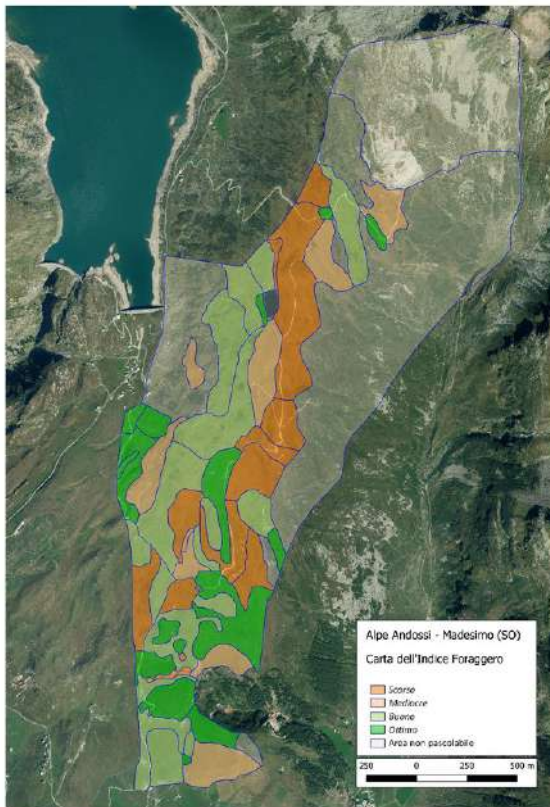 Alpe Andossi - Madesimo (SO)
Carta dell'Indice Foraggero
Scarso
Mediocre
Buono
Ottimo
Area non pascolabile
250 0 250 500 m